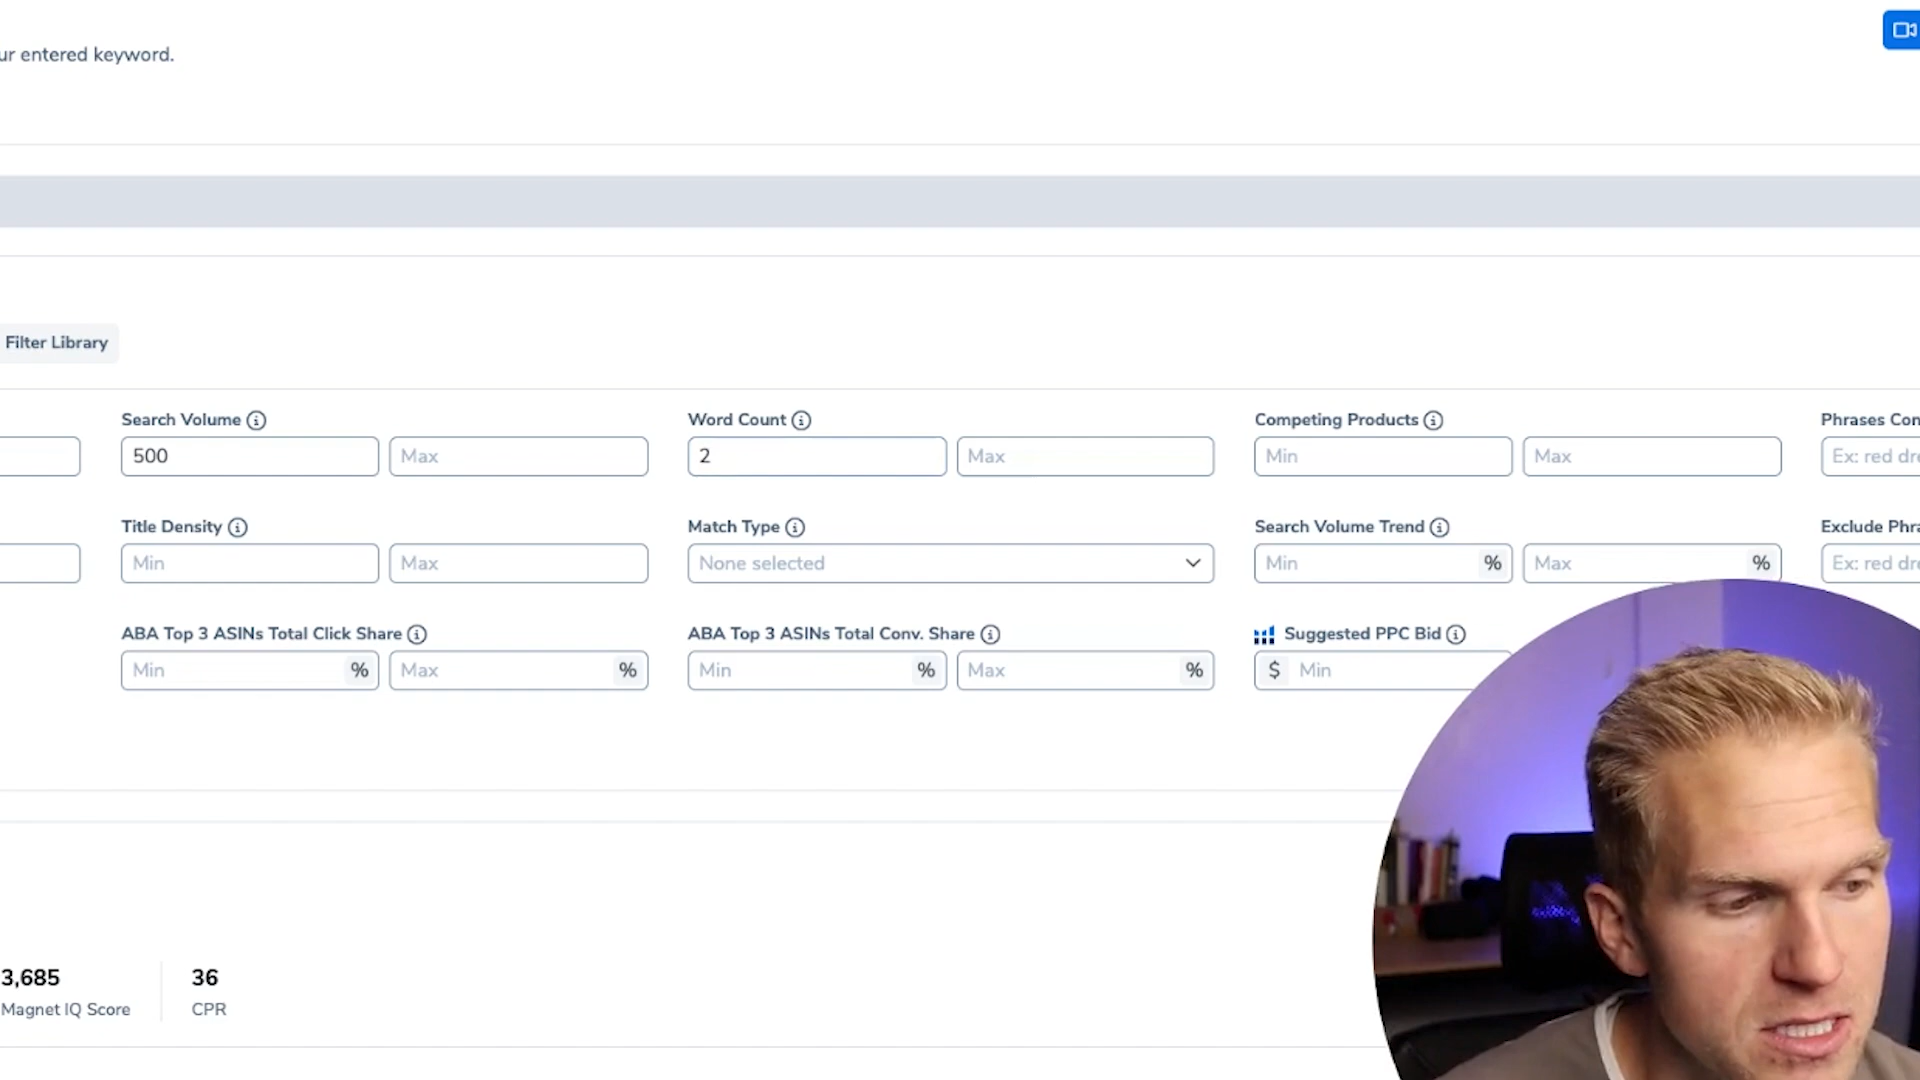 ur entered keyword.
Filter Library
Search Volume
Word Count
Competing Products
Phrases Con
500
Max
2
Max
Min
Max
Ex: red dre
Title Density
Match Type
Search Volume Trend
Exclude Phra
Min
Max
None selected
Min %
Max %
Ex: red dre
ABA Top 3 ASINs Total Click Share
ABA Top 3 ASINs Total Conv. Share
Suggested PPC Bid
Min %
Max %
Min %
Max %
$ Min
3,685
36
Magnet IQ Score
CPR